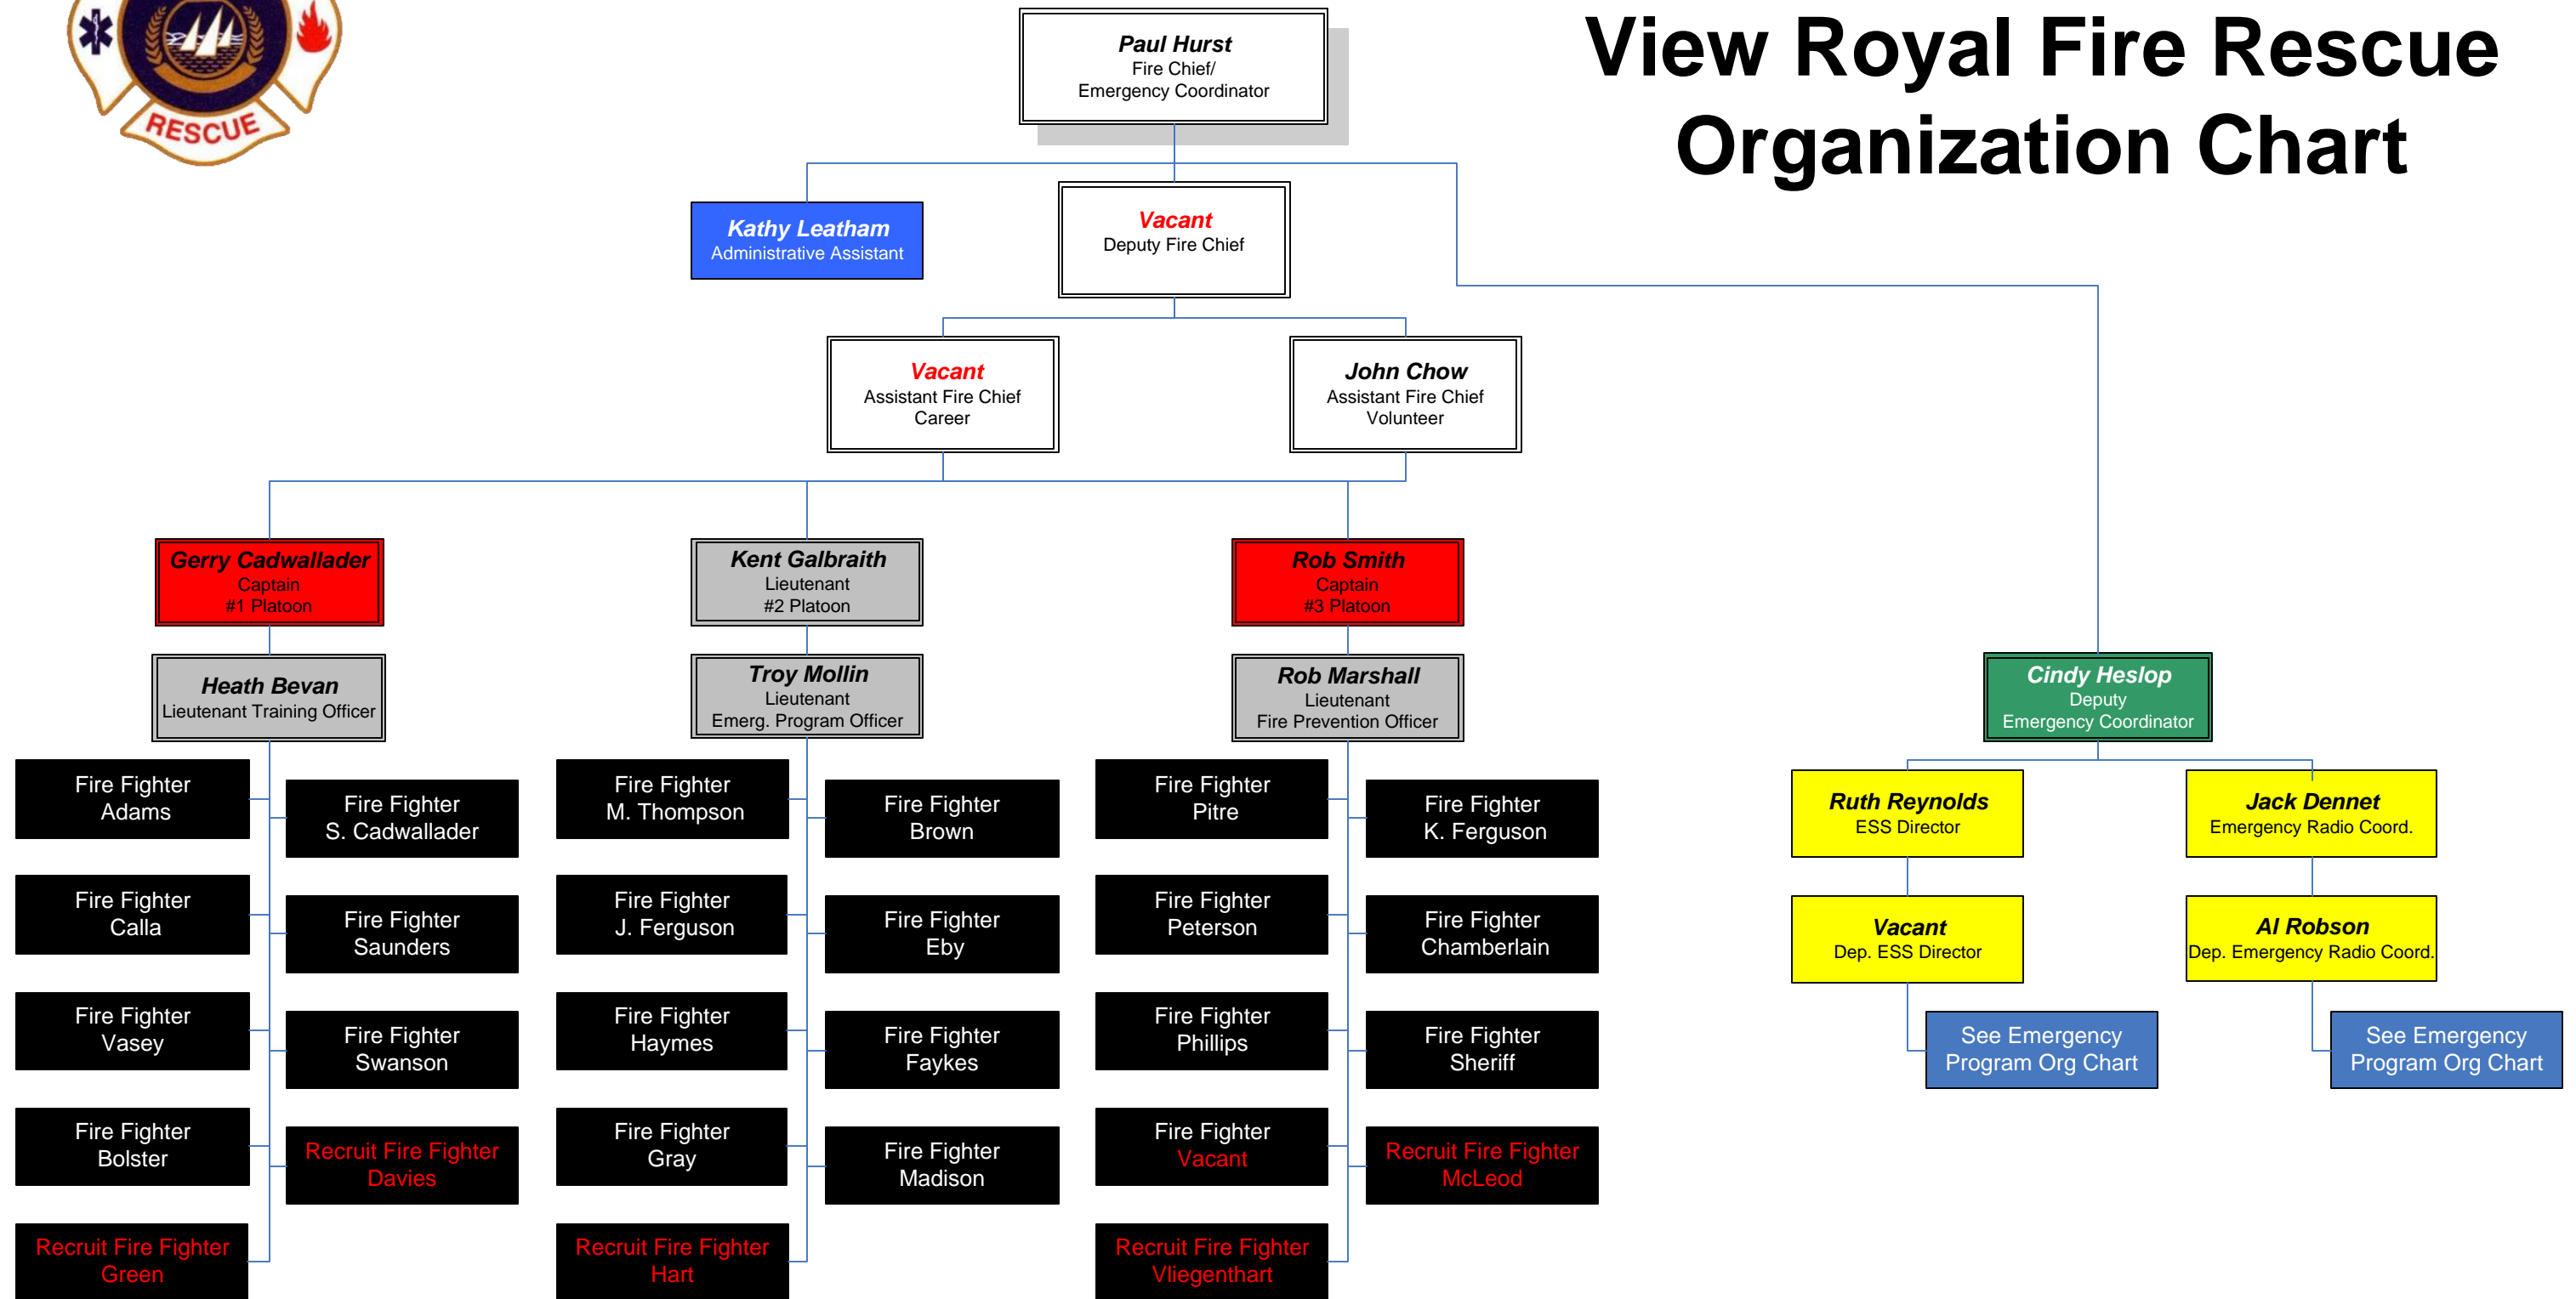 RESCUE
View Royal Fire Rescue
Organization Chart
Paul Hurst
Fire Chief/
Emergency Coordinator
Kathy Leatham
Administrative Assistant
Vacant
Deputy Fire Chief
Vacant
Assistant Fire Chief
Career
John Chow
Assistant Fire Chief
Volunteer
Gerry Cadwallader
Captain
#1 Platoon
Kent Galbraith
Lieutenant
#2 Platoon
Rob Smith
Captain
#3 Platoon
Heath Bevan
Lieutenant Training Officer
Troy Mollin
Lieutenant
Emerg. Program Officer
Rob Marshall
Lieutenant
Fire Prevention Officer
Cindy Heslop
Deputy
Emergency Coordinator
Fire Fighter
Adams
Fire Fighter
S. Cadwallader
Fire Fighter
Calla
Fire Fighter
Saunders
Fire Fighter
Vasey
Fire Fighter
Swanson
Fire Fighter
Bolster
Recruit Fire Fighter
Davies
Recruit Fire Fighter
Green
Fire Fighter
M. Thompson
Fire Fighter
Brown
Fire Fighter
J. Ferguson
Fire Fighter
Eby
Fire Fighter
Haymes
Fire Fighter
Faykes
Fire Fighter
Gray
Fire Fighter
Madison
Recruit Fire Fighter
Hart
Fire Fighter
Pitre
Fire Fighter
K. Ferguson
Fire Fighter
Peterson
Fire Fighter
Chamberlain
Fire Fighter
Phillips
Fire Fighter
Sheriff
Fire Fighter
Vacant
Recruit Fire Fighter
McLeod
Recruit Fire Fighter
Vliegenthart
Ruth Reynolds
ESS Director
Jack Dennet
Emergency Radio Coord.
Vacant
Dep. ESS Director
Al Robson
Dep. Emergency Radio Coord.
See Emergency
Program Org Chart
See Emergency
Program Org Chart